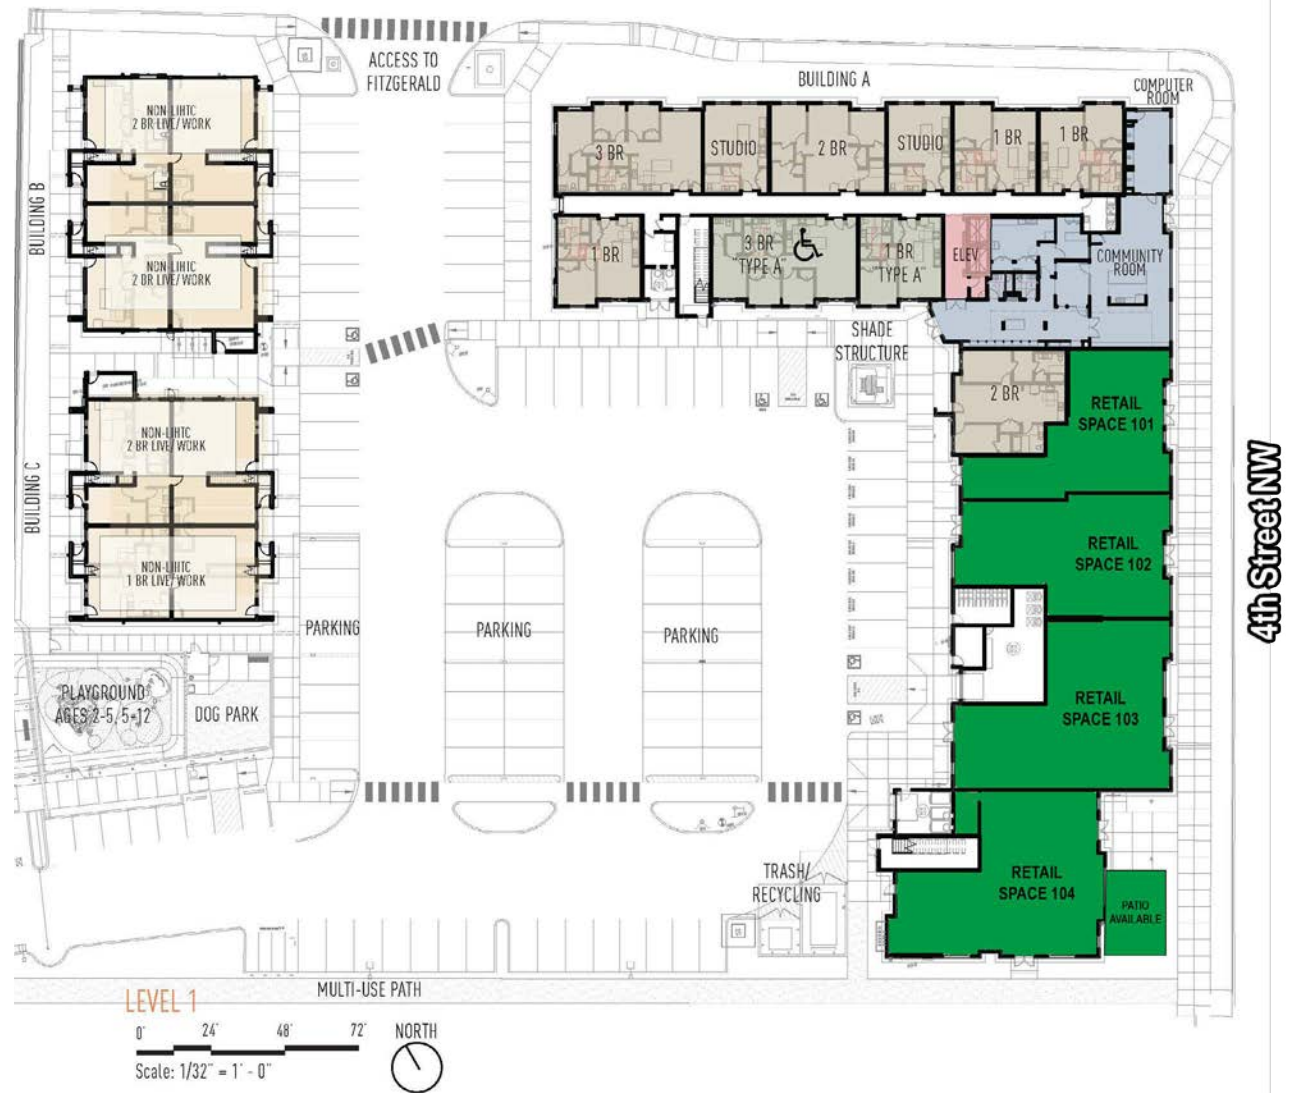 ACCESS TO
FITZGERALD
BUILDING A
COMPUTER
ROOM
NON-LIHTC
2 BR LIVE/WORK
3 BR
STUDIO
2 BR
STUDIO
1 BR
1 BR
BUILDING B
NON-LIHTC
2 BR LIVE/WORK
1 BR
3 BR
"TYPE A"
1 BR
"TYPE A"
ELEV
COMMUNITY
ROOM
SHADE
STRUCTURE
2 BR
RETAIL
SPACE 101
NON-LIHTC
2 BR LIVE/WORK
BUILDING C
4th Street NW
RETAIL
SPACE 102
NON-LIHTC
1 BR LIVE/WORK
PARKING
PARKING
PARKING
PLAYGROUND
AGES 2-5, 5-12
DOG PARK
RETAIL
SPACE 103
TRASH/
RECYCLING
RETAIL
SPACE 104
PATIO
AVAILABLE
MULTI-USE PATH
LEVEL 1
0' 24' 48' 72'
Scale: 1/32" = 1' - 0"
NORTH